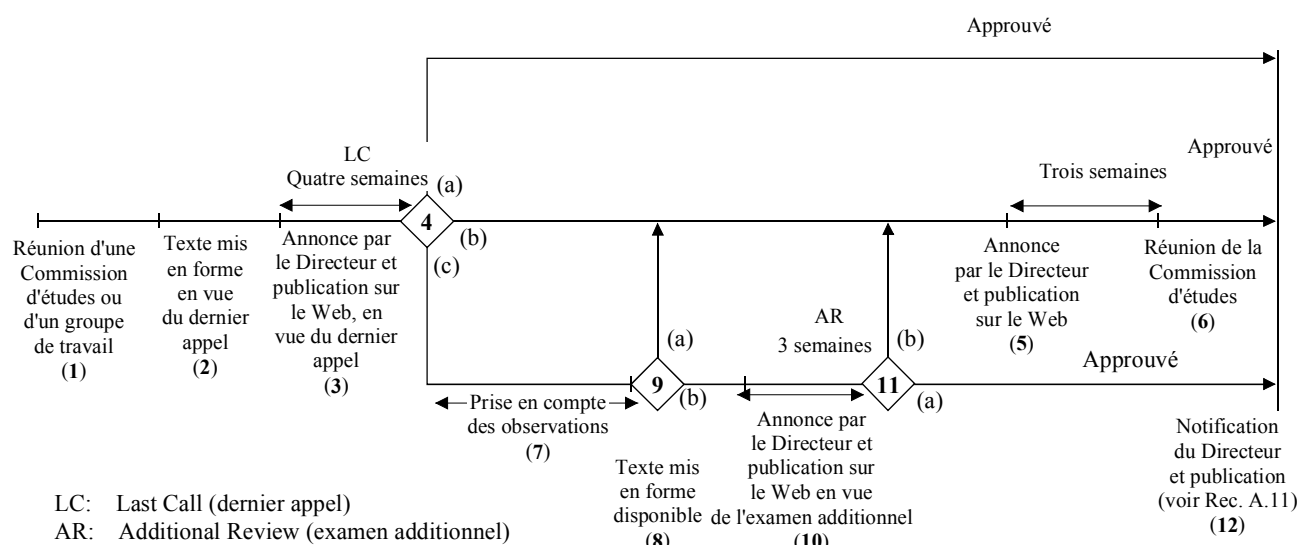 Approuvé
Approuvé
LC
Quatre semaines
(a)
4
(b)
(c)
Trois semaines
Réunion d'une
Commission
d'études ou
d'un groupe
de travail
(1)
Texte mis
en forme
en vue
du dernier
appel
(2)
Annonce par
le Directeur et
publication sur
le Web, en
vue du dernier
appel
(3)
Annonce
par le Directeur
et publication
sur le Web
(5)
Réunion de la
Commission
d'études
(6)
AR
3 semaines
(a)
9
(b)
(b)
11
(a)
Approuvé
Prise en compte
des observations
(7)
Texte mis
en forme
disponible
(8)
Annonce par
le Directeur et
publication sur
le Web en vue
de l'examen additionnel
(10)
Notification
du Directeur
et publication
(voir Rec. A.11)
(12)
LC: Last Call (dernier appel)
AR: Additional Review (examen additionnel)